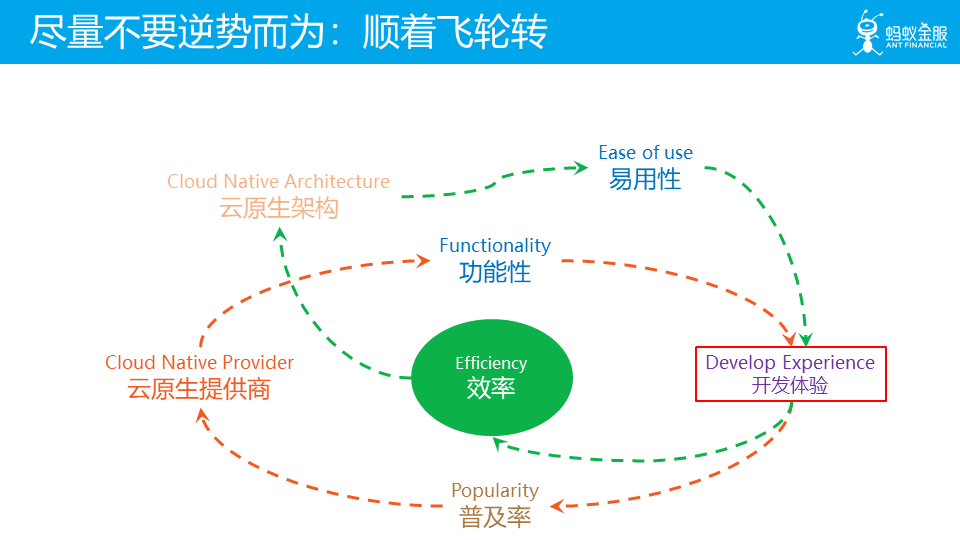 尽量不要逆势而为：顺着飞轮转
蚂蚁金服
ANT FINANCIAL
Ease of use
易用性
Cloud Native Architecture
云原生架构
Functionality
功能性
Cloud Native Provider
云原生提供商
Efficiency
效率
Develop Experience
开发体验
Popularity
普及率